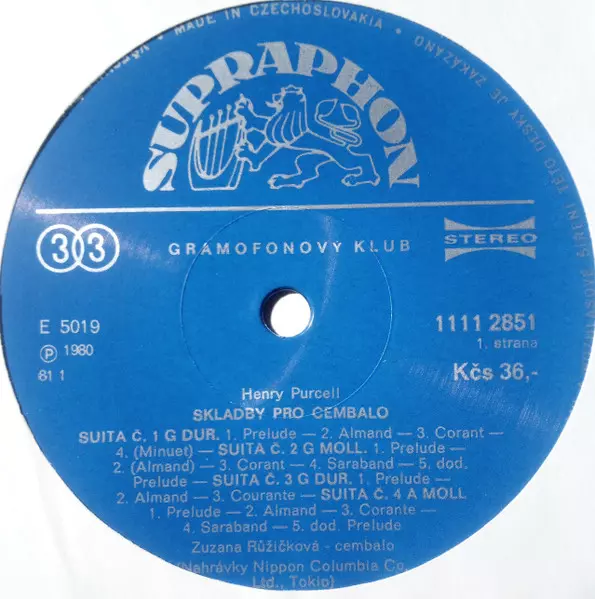 MADE IN CZECHOSLOVAKIA •
TÉTO DESKY JE ZAKÁZÁNO
SUPRAPHON
33
GRAMOFONOVÝ KLUB
STEREO
E 5019
1111 2851
℗ 1980
1. strana
81 1
Kčs 36,-
Henry Purcell
SKLADBY PRO CEMBALO
SUITA Č. 1 G DUR. 1. Prelude — 2. Almand — 3. Corant —
4. (Minuet) — SUITA Č. 2 G MOLL. 1. Prelude —
2. (Almand) — 3. Corant — 4. Saraband — 5. dod.
Prelude — SUITA Č. 3 G DUR. 1. Prelude —
2. Almand — 3. Courante — SUITA Č. 4 A MOLL
1. Prelude — 2. Almand — 3. Corante —
4. Saraband — 5. dod. Prelude
Zuzana Růžičková - cembalo
(Nahrávky Nippon Columbia Co.
Ltd., Tokio)